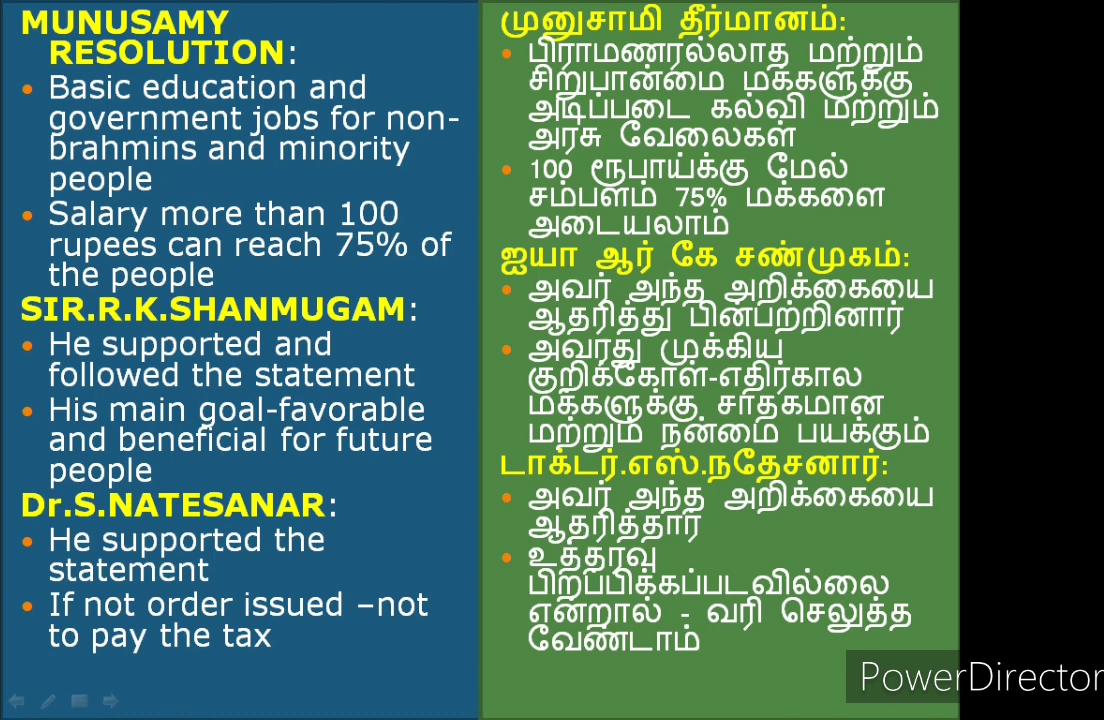 MUNUSAMY
RESOLUTION:
• Basic education and
government jobs for non-
brahmins and minority
people
• Salary more than 100
rupees can reach 75% of
the people
SIR.R.K.SHANMUGAM:
• He supported and
followed the statement
• His main goal-favorable
and beneficial for future
people
Dr.S.NATESANAR:
• He supported the
statement
• If not order issued –not
to pay the tax
முனுசாமி தீர்மானம்:
• பிராமணரல்லாத மற்றும்
சிறுபான்மை மக்களுக்கு
அடிப்படை கல்வி மற்றும்
அரசு வேலைகள்
• 100 ரூபாய்க்கு மேல்
சம்பளம் 75% மக்களை
அடையலாம்
ஐயா ஆர் கே சண்முகம்:
• அவர் அந்த அறிக்கையை
ஆதரித்து பின்பற்றினார்
• அவரது முக்கிய
குறிக்கோள்-எதிர்கால
மக்களுக்கு சாதகமான
மற்றும் நன்மை பயக்கும்
டாக்டர்.எஸ்.நடேசனார்:
• அவர் அந்த அறிக்கையை
ஆதரித்தார்
• உத்தரவு
பிறப்பிக்கப்படவில்லை
என்றால் - வரி செலுத்த
வேண்டாம்
PowerDirector